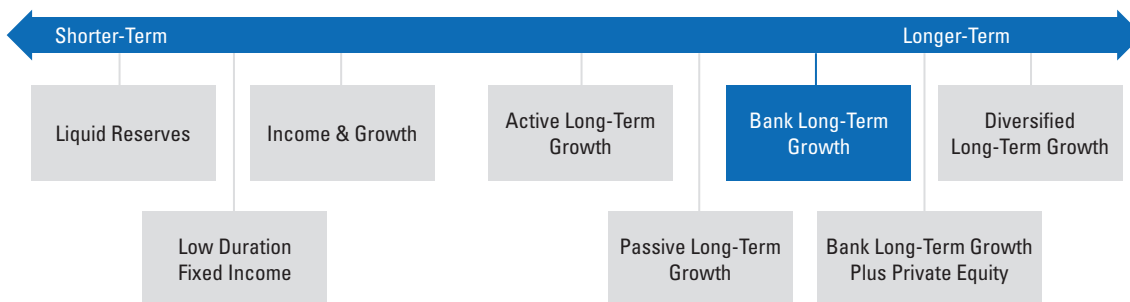 Shorter-Term
Longer-Term
Liquid Reserves
Income & Growth
Active Long-Term
Growth
Bank Long-Term
Growth
Diversified
Long-Term Growth
Low Duration
Fixed Income
Passive Long-Term
Growth
Bank Long-Term Growth
Plus Private Equity